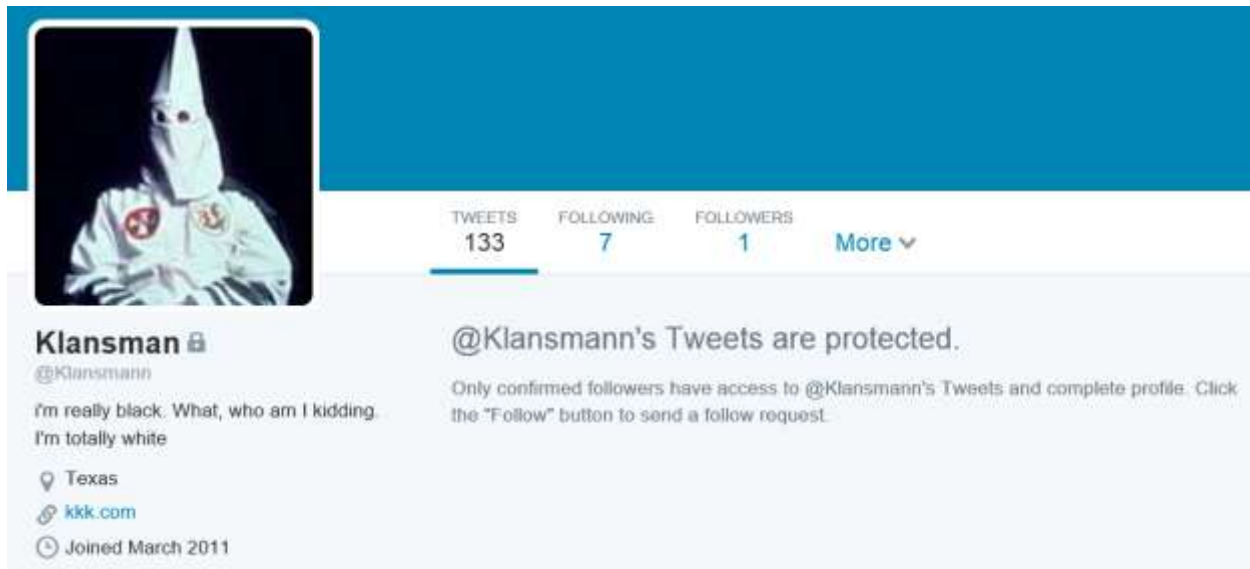 TWEETS
133
FOLLOWING
7
FOLLOWERS
1
More
Klansman
@Klansmann
i'm really black. What, who am I kidding.
I'm totally white
Texas
kkk.com
Joined March 2011
@Klansmann's Tweets are protected.
Only confirmed followers have access to @Klansmann's Tweets and complete profile. Click
the "Follow" button to send a follow request.